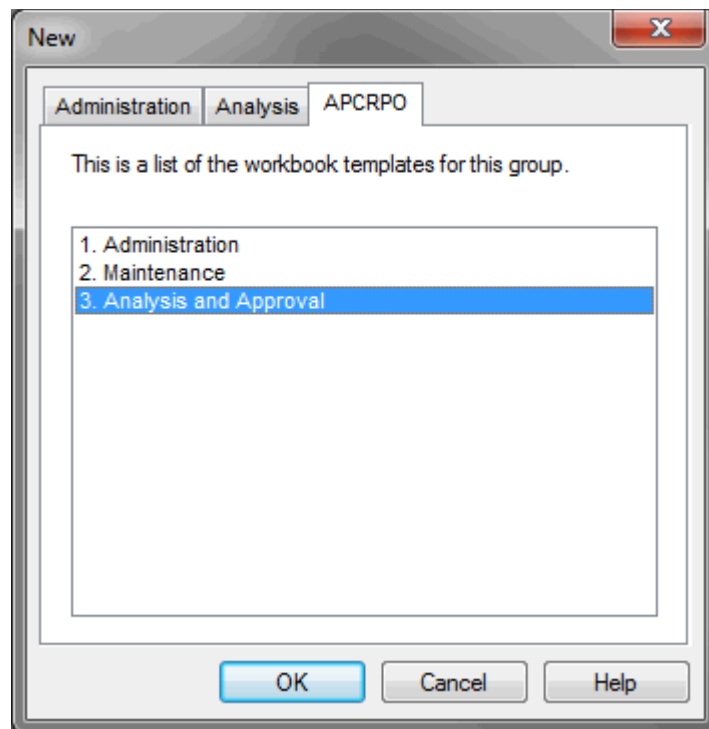 New
Administration Analysis APCRPO
This is a list of the workbook templates for this group.
1. Administration
2. Maintenance
3. Analysis and Approval
OK Cancel Help